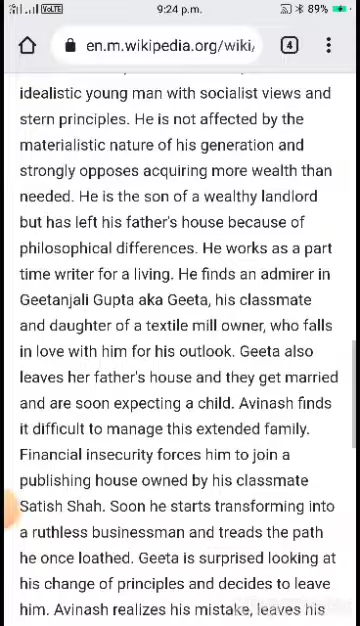 VoLTE 9:24 p.m. 89%
en.m.wikipedia.org/wiki/ 4
idealistic young man with socialist views and
stern principles. He is not affected by the
materialistic nature of his generation and
strongly opposes acquiring more wealth than
needed. He is the son of a wealthy landlord
but has left his father's house because of
philosophical differences. He works as a part
time writer for a living. He finds an admirer in
Geetanjali Gupta aka Geeta, his classmate
and daughter of a textile mill owner, who falls
in love with him for his outlook. Geeta also
leaves her father's house and they get married
and are soon expecting a child. Avinash finds
it difficult to manage this extended family.
Financial insecurity forces him to join a
publishing house owned by his classmate
Satish Shah. Soon he starts transforming into
a ruthless businessman and treads the path
he once loathed. Geeta is surprised looking at
his change of principles and decides to leave
him. Avinash realizes his mistake, leaves his